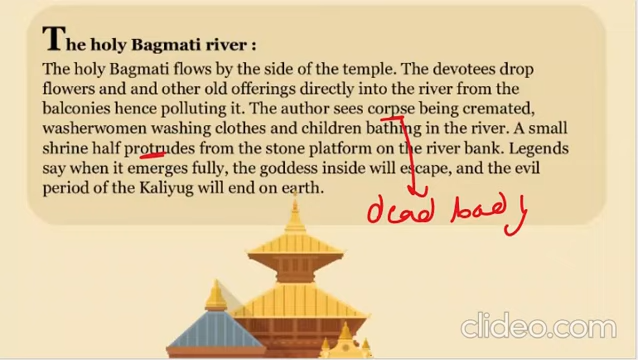 The holy Bagmati river :
The holy Bagmati flows by the side of the temple. The devotees drop
flowers and and other old offerings directly into the river from the
balconies hence polluting it. The author sees corpse being cremated,
washerwomen washing clothes and children bathing in the river. A small
shrine half protrudes from the stone platform on the river bank. Legends
say when it emerges fully, the goddess inside will escape, and the evil
period of the Kaliyug will end on earth.
dead body
clideo.com